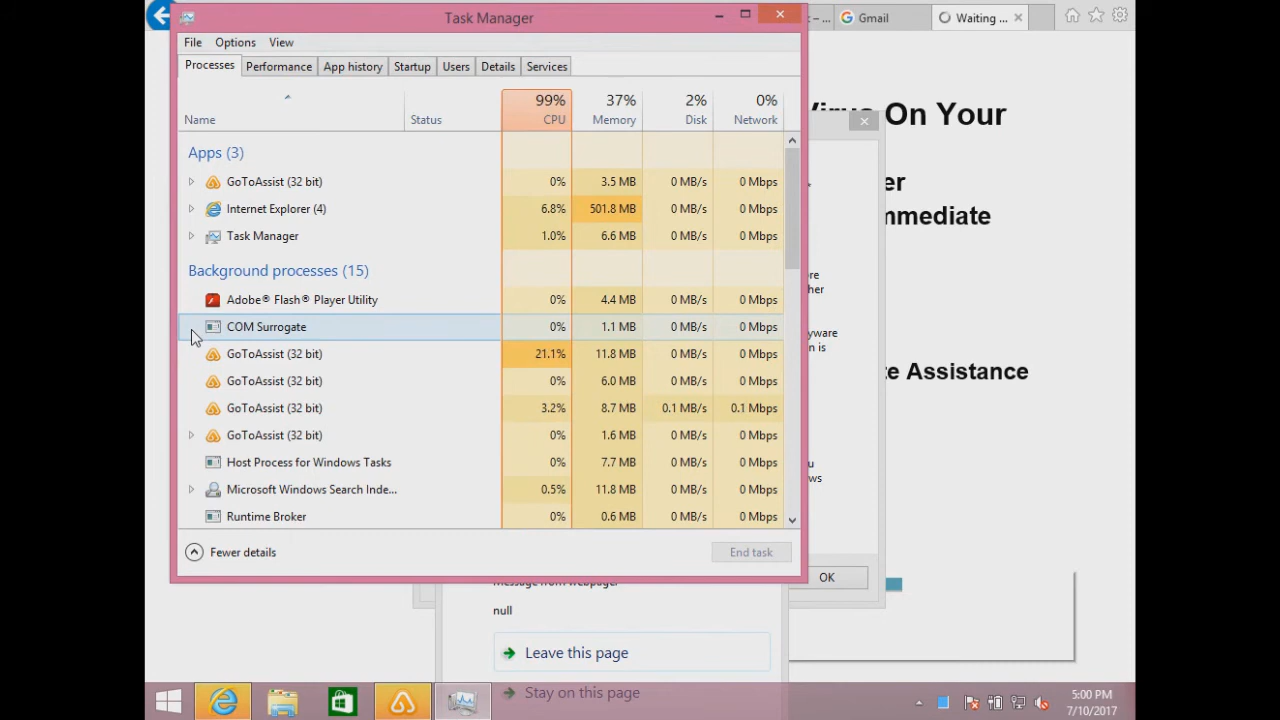 Task Manager
File Options View
Processes Performance App history Startup Users Details Services
99% 37% 2% 0%
Name Status CPU Memory Disk Network
Apps (3)
GoToAssist (32 bit) 0% 3.5 MB 0 MB/s 0 Mbps
Internet Explorer (4) 6.8% 501.8 MB 0 MB/s 0 Mbps
Task Manager 1.0% 6.6 MB 0 MB/s 0 Mbps
Background processes (15)
Adobe® Flash® Player Utility 0% 4.4 MB 0 MB/s 0 Mbps
COM Surrogate 0% 1.1 MB 0 MB/s 0 Mbps
GoToAssist (32 bit) 21.1% 11.8 MB 0 MB/s 0 Mbps
GoToAssist (32 bit) 0% 6.0 MB 0 MB/s 0 Mbps
GoToAssist (32 bit) 3.2% 8.7 MB 0.1 MB/s 0.1 Mbps
GoToAssist (32 bit) 0% 1.6 MB 0 MB/s 0 Mbps
Host Process for Windows Tasks 0% 7.7 MB 0 MB/s 0 Mbps
Microsoft Windows Search Inde... 0.5% 11.8 MB 0 MB/s 0 Mbps
Runtime Broker 0% 0.6 MB 0 MB/s 0 Mbps
Fewer details End task
Gmail Waiting ...
On Your
Assistance
OK
null
Leave this page
Stay on this page
5:00 PM
7/10/2017